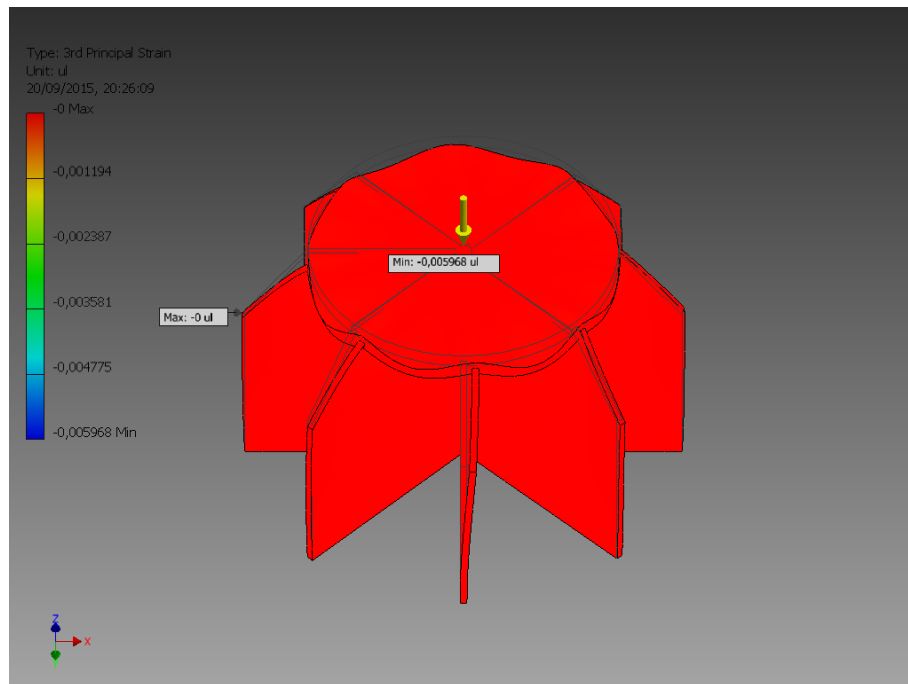 Type: 3rd Principal Strain
Unit: ul
20/09/2015, 20:26:09
-0 Max
-0,001194
-0,002387
-0,003581
-0,004775
-0,005968 Min
Min: -0,005968 ul
Max: -0 ul
Z
X
Y